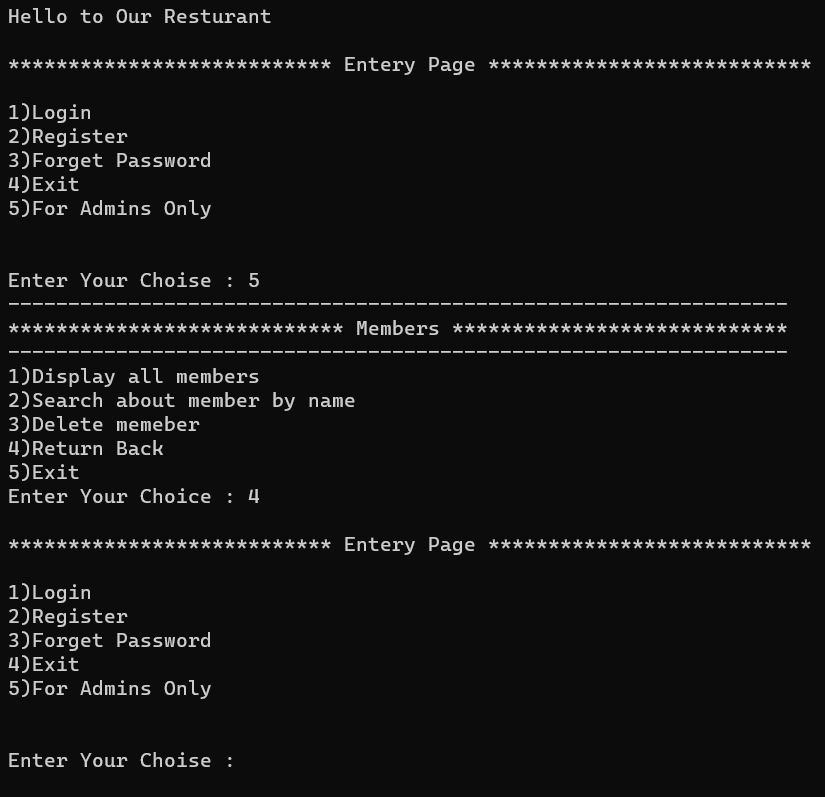 Hello to Our Resturant
*************************** Entery Page ***************************
1)Login
2)Register
3)Forget Password
4)Exit
5)For Admins Only
Enter Your Choise : 5
-----------------------------------------------------------------
**************************** Members ****************************
-----------------------------------------------------------------
1)Display all members
2)Search about member by name
3)Delete memeber
4)Return Back
5)Exit
Enter Your Choice : 4
*************************** Entery Page ***************************
1)Login
2)Register
3)Forget Password
4)Exit
5)For Admins Only
Enter Your Choise :